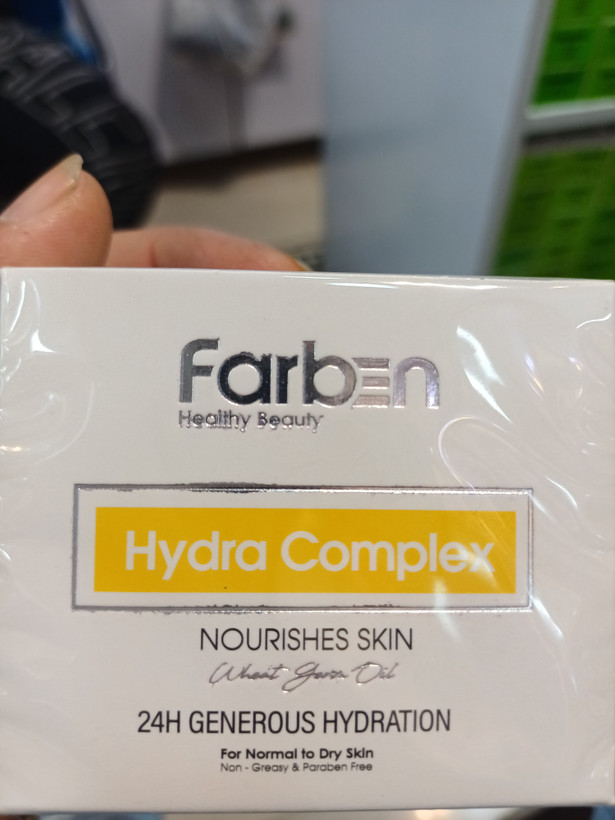 Farben
Healthy Beauty
Hydra Complex
NOURISHES SKIN
Wheat Germ Oil
24H GENEROUS HYDRATION
For Normal to Dry Skin
Non - Greasy & Paraben Free